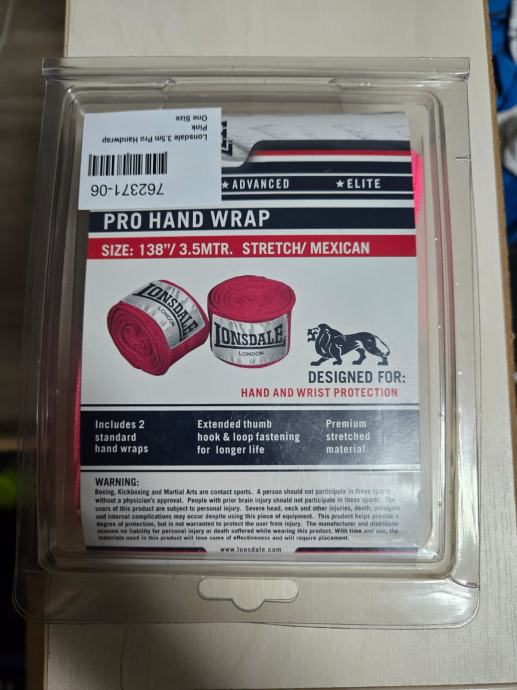 Lonsdale 3.5m Pro Handwrap
Pink
One Size
762371-06
★ADVANCED ★ELITE
PRO HAND WRAP
SIZE: 138"/ 3.5MTR. STRETCH/ MEXICAN
LONSDALE
LONDON
LONSDALE
LONDON
DESIGNED FOR:
HAND AND WRIST PROTECTION
Includes 2
standard
hand wraps
Extended thumb
hook & loop fastening
for longer life
Premium
stretched
material
WARNING:
Boxing, Kickboxing and Martial Arts are contact sports. A person should not participate in these sports
without a physician's approval. People with prior brain injury should not participate in these sports. The
users of this product are subject to personal injury. Severe head, neck and other injuries, death, paralysis
and internal complications may occur despite using this piece of equipment. This product helps provide a
degree of protection, but is not warranted to protect the user from injury. The manufacturer and distributor
assume no liability for personal injury or death suffered while wearing this product. With time and use, the
materials used in this product will lose some of effectiveness and will require placement.
www.lonsdale.com